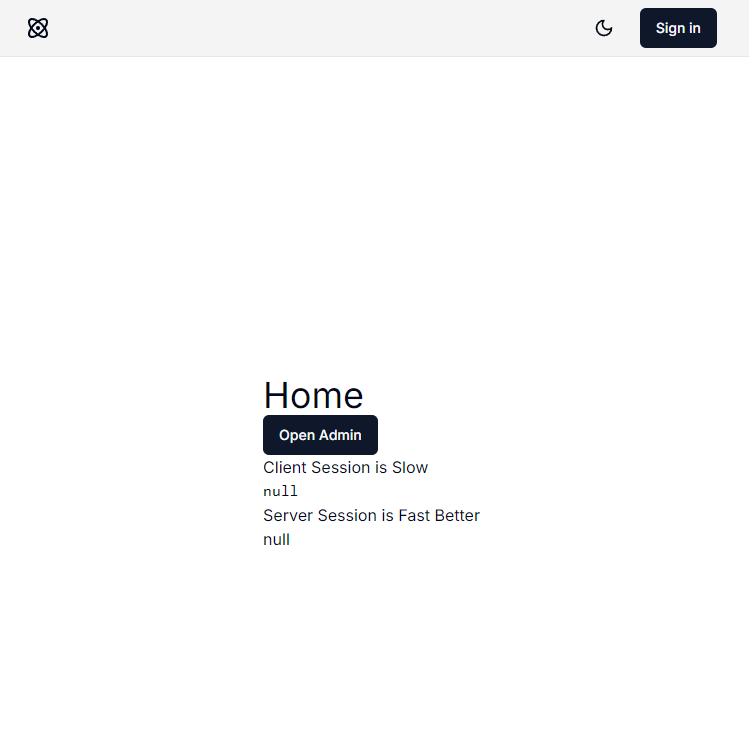 Sign in
Home
Open Admin
Client Session is Slow
null
Server Session is Fast Better
null